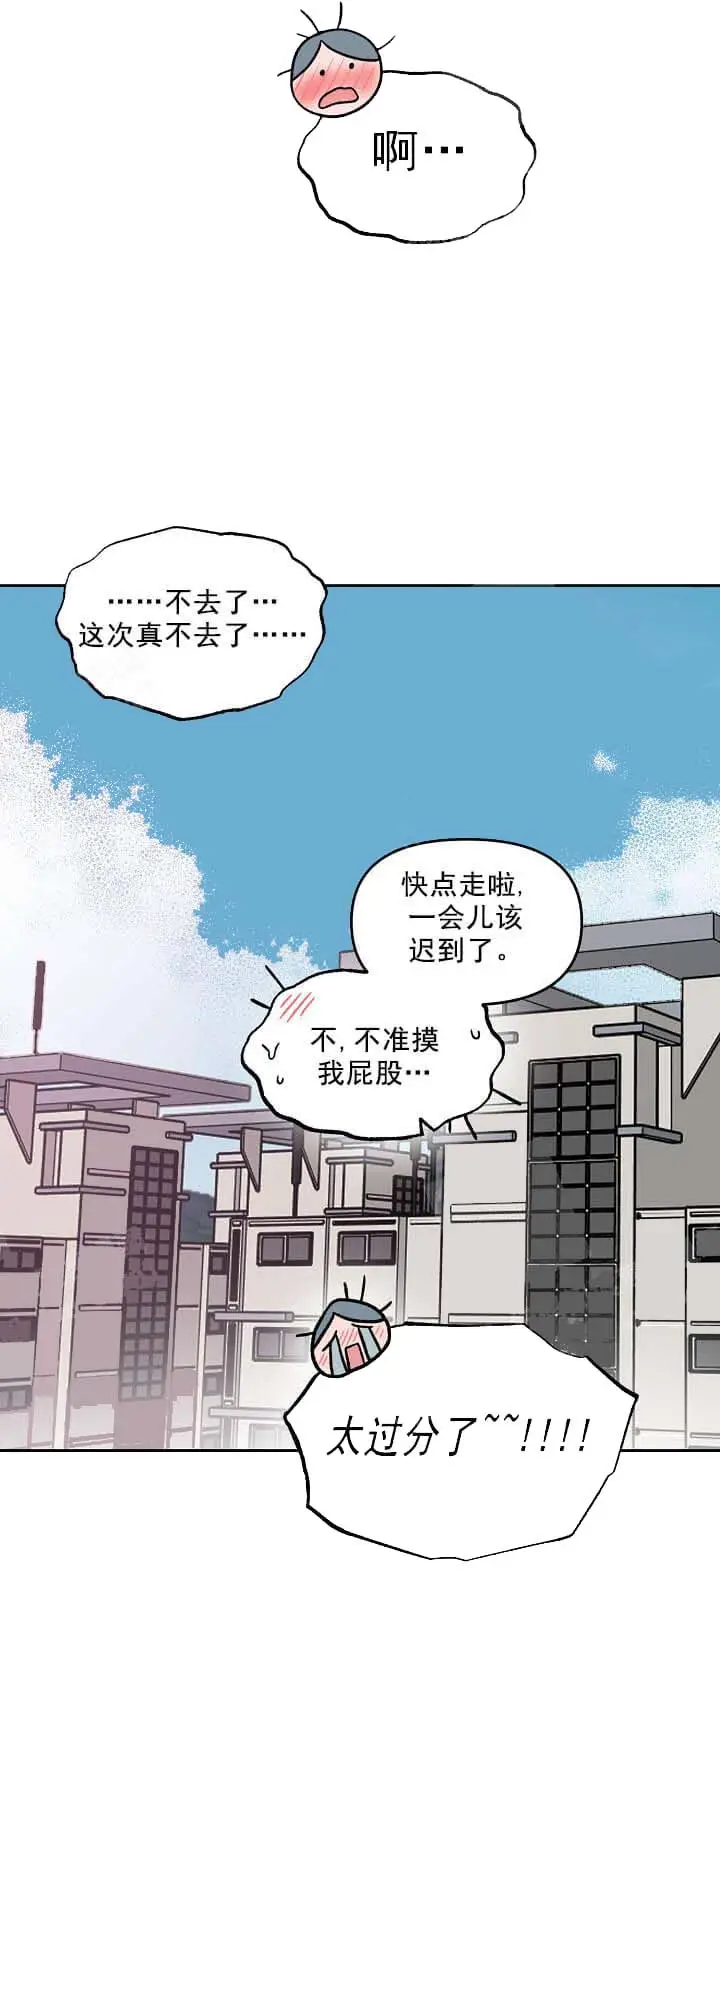 啊…
……不去了…
这次真不去了……
快点走啦,
一会儿该
迟到了。
不,不准摸
我屁股…
太过分了~~!!!!